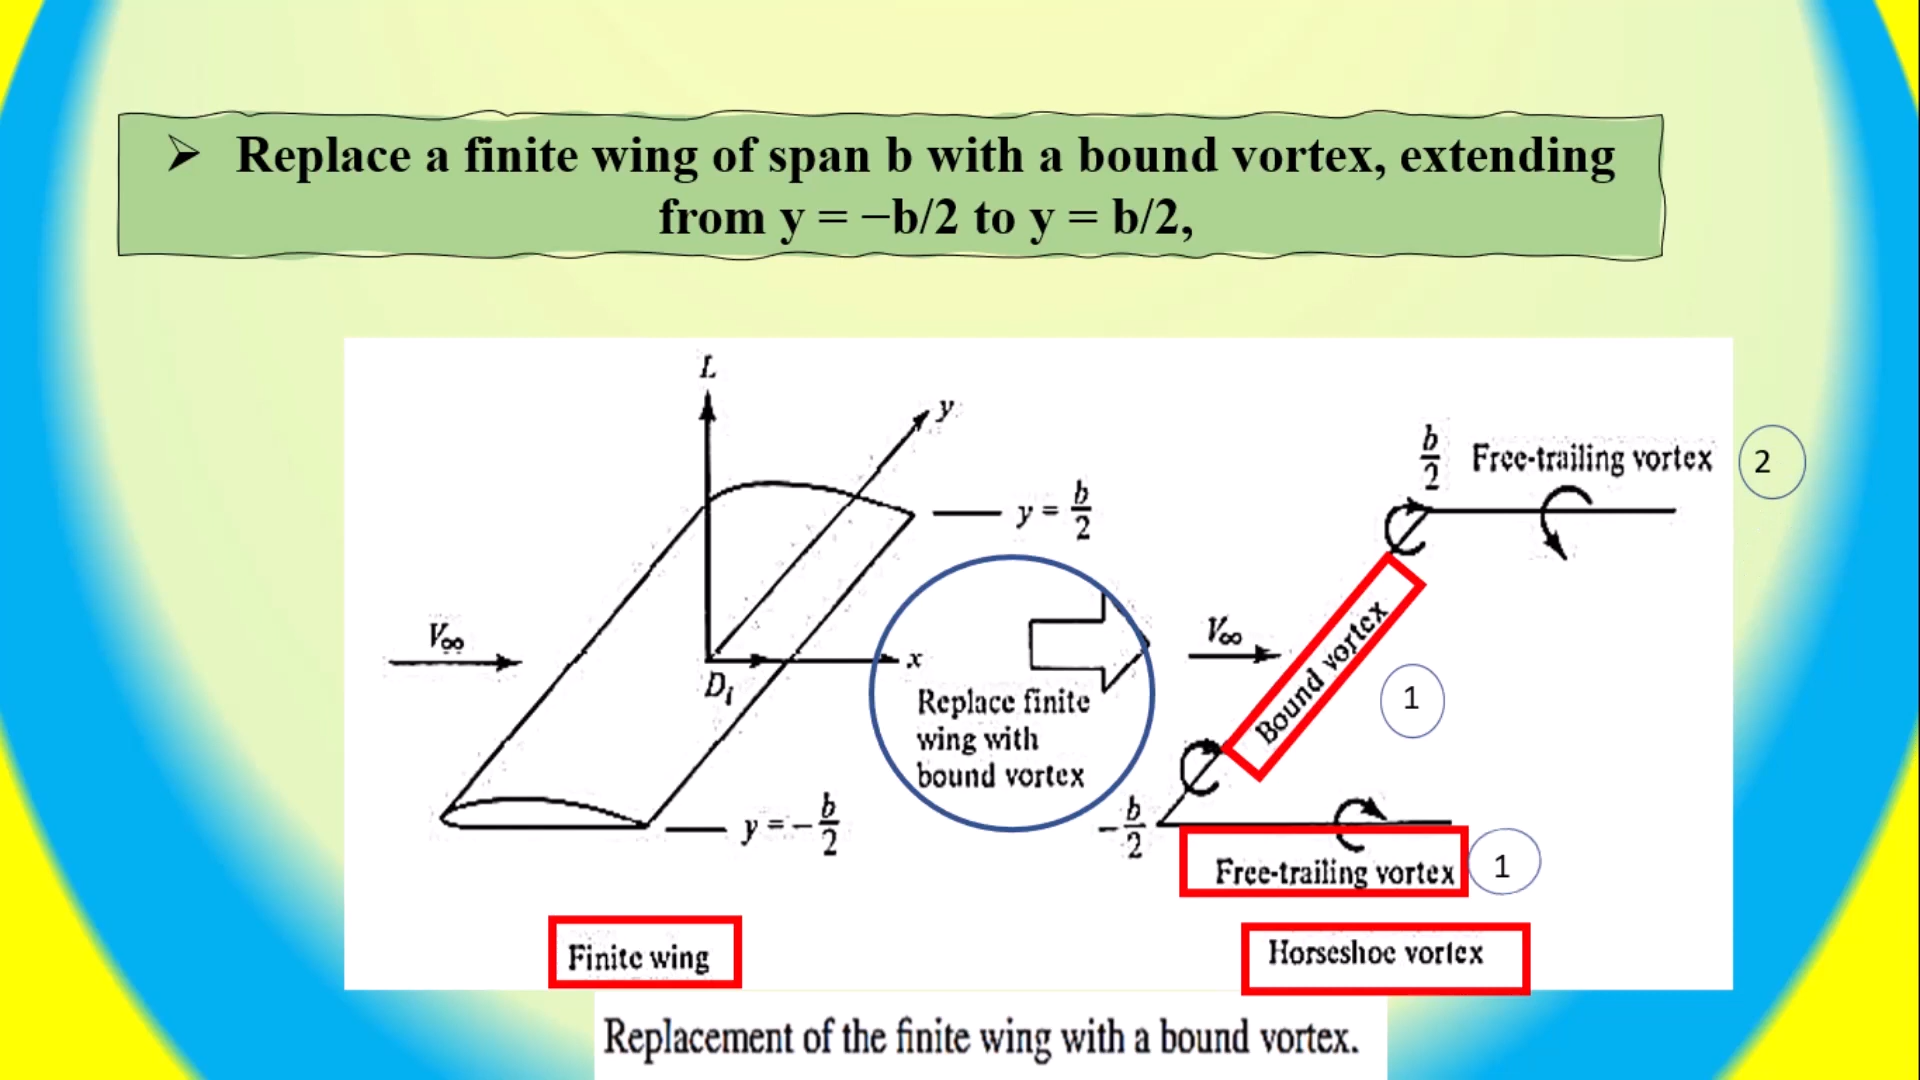 ➢ Replace a finite wing of span b with a bound vortex, extending
from y = −b/2 to y = b/2,
L
y
y = b/2
b/2
Free-trailing vortex
2
V∞
x
D_i
Replace finite
wing with
bound vortex
V∞
Bound vortex
1
y = − b/2
− b/2
Free-trailing vortex
1
Finite wing
Horseshoe vortex
Replacement of the finite wing with a bound vortex.